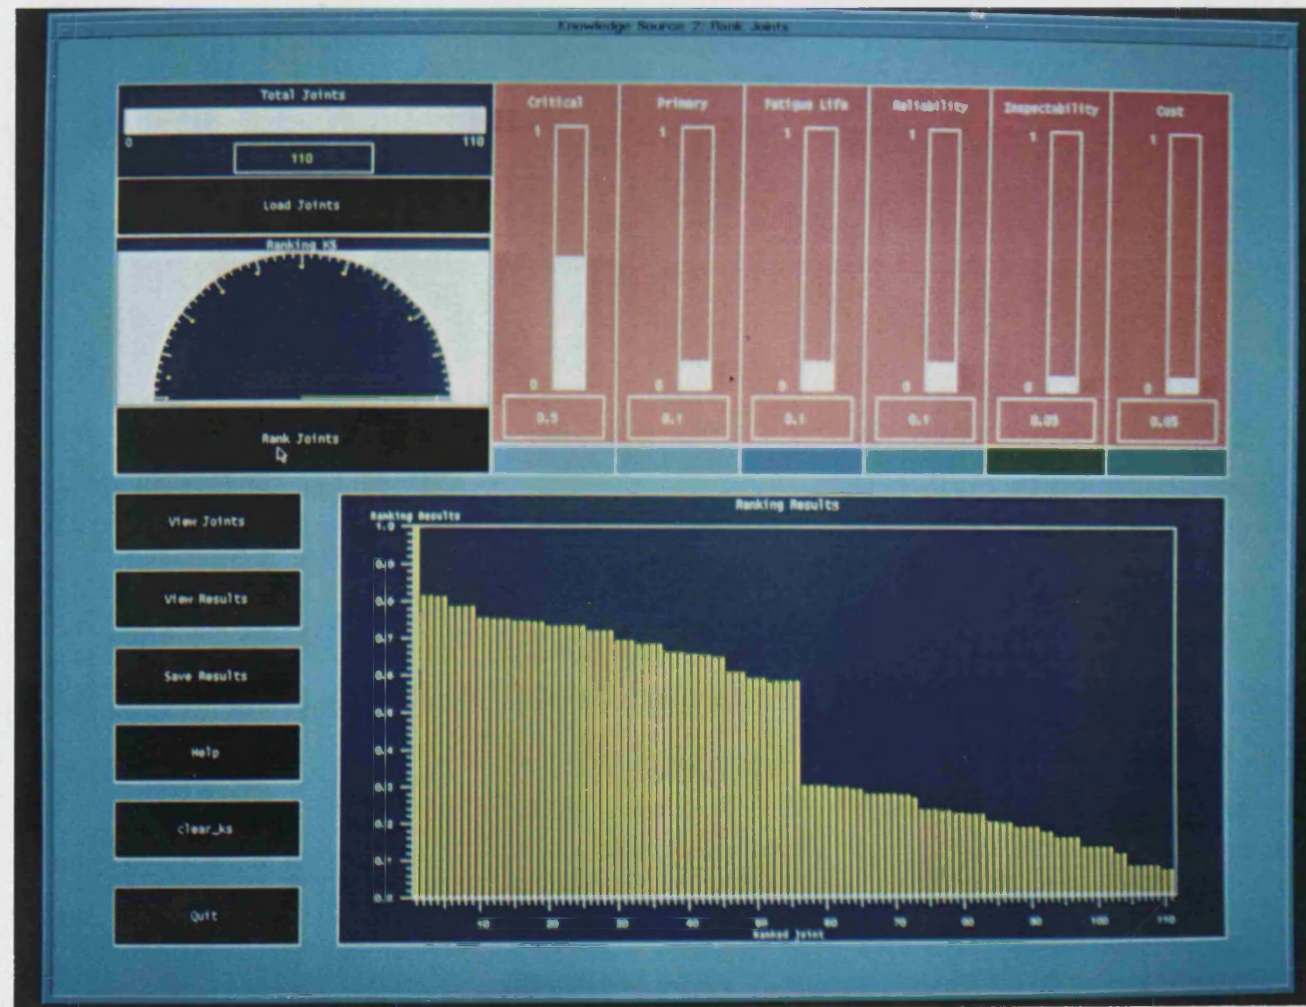 Knowledge Source 7: Rank Joints
Total Joints
0 110
110
Load Joints
Ranking KS
Rank Joints
Critical
1
0
0.5
Primary
1
0
0.1
Fatigue Life
1
0
0.1
Reliability
1
0
0.1
Inspectability
1
0
0.05
Cost
1
0
0.05
View Joints
View Results
Save Results
Help
clear_ks
Quit
Ranking Results
Ranking Results
1.0
0.9
0.8
0.7
0.6
0.5
0.4
0.3
0.2
0.1
0.0
10 20 30 40 50 60 70 80 90 100 110
Ranked Joint